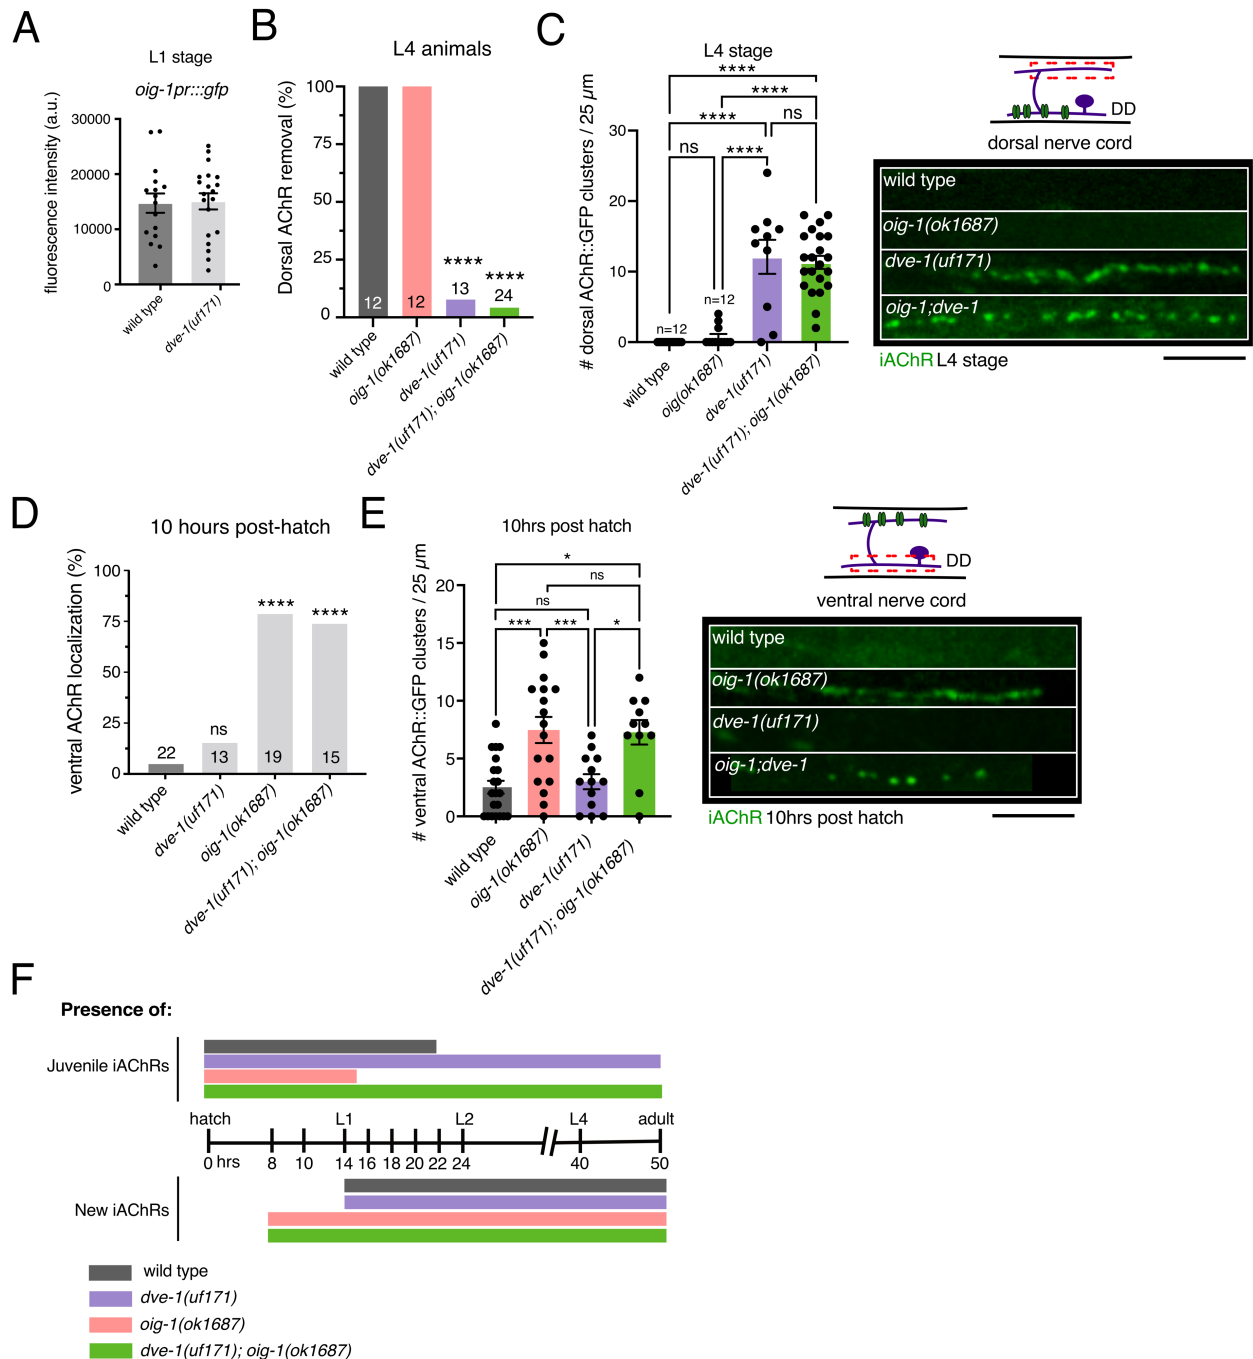 A
L1 stage
oig-1pr:::gfp
fluorescence intensity (a.u.)
30000
20000
10000
0
wild type
dve-1(uf171)
B
L4 animals
Dorsal AChR removal (%)
100
75
50
25
0
12
12
****
13
****
24
wild type
oig-1(ok1687)
dve-1(uf171)
dve-1(uf171); oig-1(ok1687)
C
L4 stage
# dorsal AChR::GFP clusters / 25 µm
30
20
10
0
****
****
****
ns
ns
****
n=12
n=12
wild type
oig(ok1687)
dve-1(uf171)
dve-1(uf171); oig-1(ok1687)
DD
dorsal nerve cord
wild type
oig-1(ok1687)
dve-1(uf171)
oig-1;dve-1
iAChR L4 stage
D
10 hours post-hatch
ventral AChR localization (%)
100
75
50
25
0
22
ns
13
****
19
****
15
wild type
dve-1(uf171)
oig-1(ok1687)
dve-1(uf171); oig-1(ok1687)
E
10hrs post hatch
# ventral AChR::GFP clusters / 25 µm
20
15
10
5
0
*
ns
ns
***
***
*
wild type
oig-1(ok1687)
dve-1(uf171)
dve-1(uf171); oig-1(ok1687)
DD
ventral nerve cord
wild type
oig-1(ok1687)
dve-1(uf171)
oig-1;dve-1
iAChR 10hrs post hatch
F
Presence of:
Juvenile iAChRs
hatch L1 L2 L4 adult
0 hrs 8 10 14 16 18 20 22 24 40 50
New iAChRs
wild type
dve-1(uf171)
oig-1(ok1687)
dve-1(uf171); oig-1(ok1687)